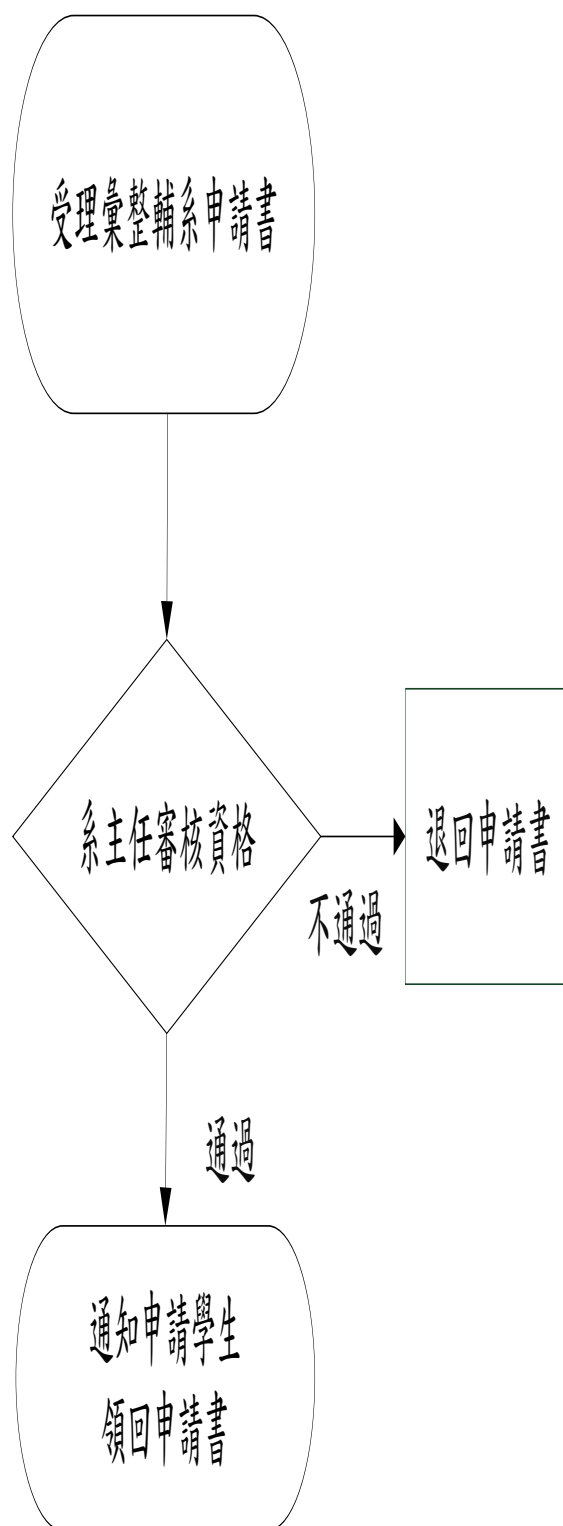 受理彙整輔系申請書
系主任審核資格
退回申請書
不通過
通過
通知申請學生
領回申請書